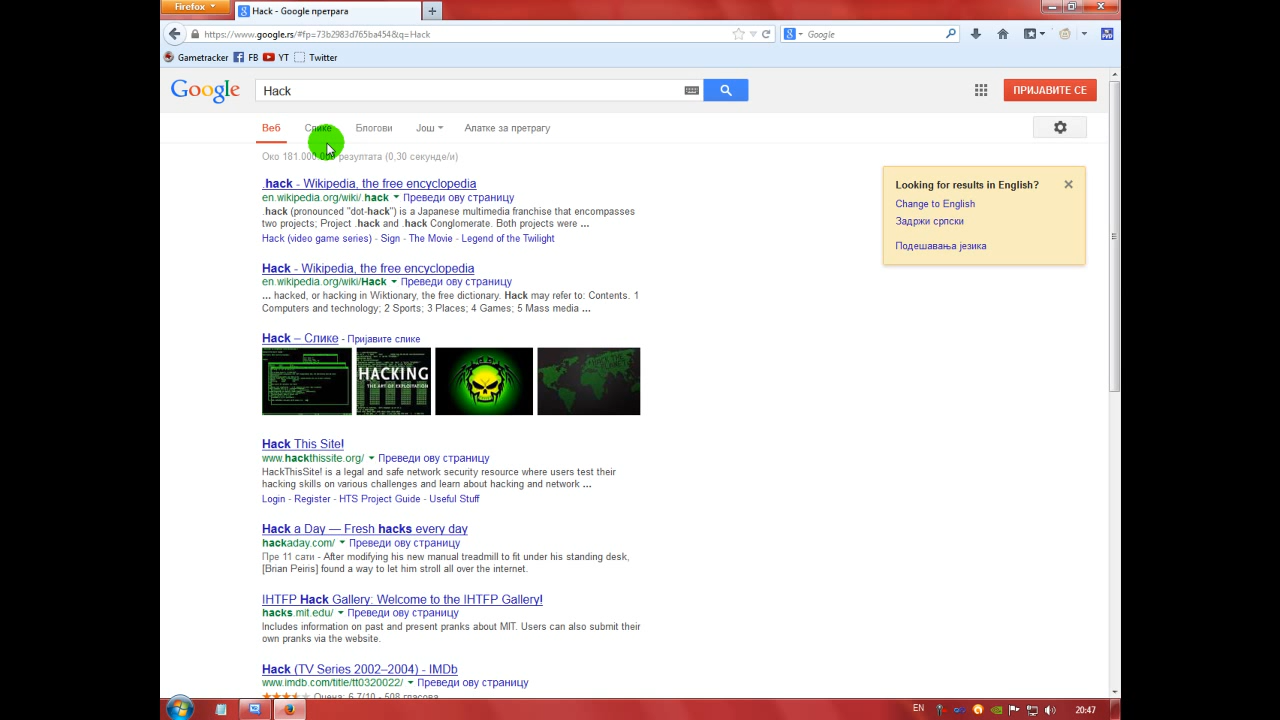 Firefox
Hack - Google претрага
https://www.google.rs/#fp=73b2983d765ba454&q=Hack
Google
Gametracker
FB
YT
Twitter
Google
Hack
ПРИЈАВИТЕ СЕ
Веб
Слике
Блогови
Још
Алатке за претрагу
Око 181.000.000 резултата (0,30 секунде/и)
.hack - Wikipedia, the free encyclopedia
en.wikipedia.org/wiki/.hack Преведи ову страницу
.hack (pronounced "dot-hack") is a Japanese multimedia franchise that encompasses
two projects; Project .hack and .hack Conglomerate. Both projects were ...
Hack (video game series) - Sign - The Movie - Legend of the Twilight
Looking for results in English?
Change to English
Задржи српски
Подешавања језика
Hack - Wikipedia, the free encyclopedia
en.wikipedia.org/wiki/Hack Преведи ову страницу
... hacked, or hacking in Wiktionary, the free dictionary. Hack may refer to: Contents. 1
Computers and technology; 2 Sports; 3 Places; 4 Games; 5 Mass media ...
Hack – Слике - Пријавите слике
HACKING
THE ART OF EXPLOITATION
Hack This Site!
www.hackthissite.org/ Преведи ову страницу
HackThisSite! is a legal and safe network security resource where users test their
hacking skills on various challenges and learn about hacking and network ...
Login - Register - HTS Project Guide - Useful Stuff
Hack a Day — Fresh hacks every day
hackaday.com/ Преведи ову страницу
Пре 11 сати - After modifying his new manual treadmill to fit under his standing desk,
[Brian Peiris] found a way to let him stroll all over the internet.
IHTFP Hack Gallery: Welcome to the IHTFP Gallery!
hacks.mit.edu/ Преведи ову страницу
Includes information on past and present pranks about MIT. Users can also submit their
own pranks via the website.
Hack (TV Series 2002–2004) - IMDb
www.imdb.com/title/tt0320022/ Преведи ову страницу
Оцена: 6,7/10 - 508 гласова
EN
20:47